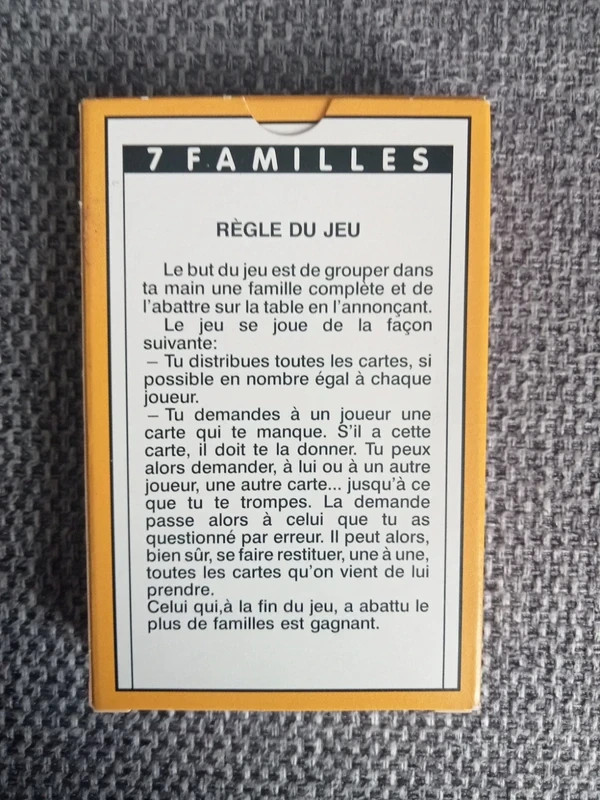 7 FAMILLES
RÈGLE DU JEU
Le but du jeu est de grouper dans
ta main une famille complète et de
l'abattre sur la table en l'annonçant.
Le jeu se joue de la façon
suivante:
– Tu distribues toutes les cartes, si
possible en nombre égal à chaque
joueur.
– Tu demandes à un joueur une
carte qui te manque. S'il a cette
carte, il doit te la donner. Tu peux
alors demander, à lui ou à un autre
joueur, une autre carte... jusqu'à ce
que tu te trompes. La demande
passe alors à celui que tu as
questionné par erreur. Il peut alors,
bien sûr, se faire restituer, une à une,
toutes les cartes qu'on vient de lui
prendre.
Celui qui,à la fin du jeu, a abattu le
plus de familles est gagnant.